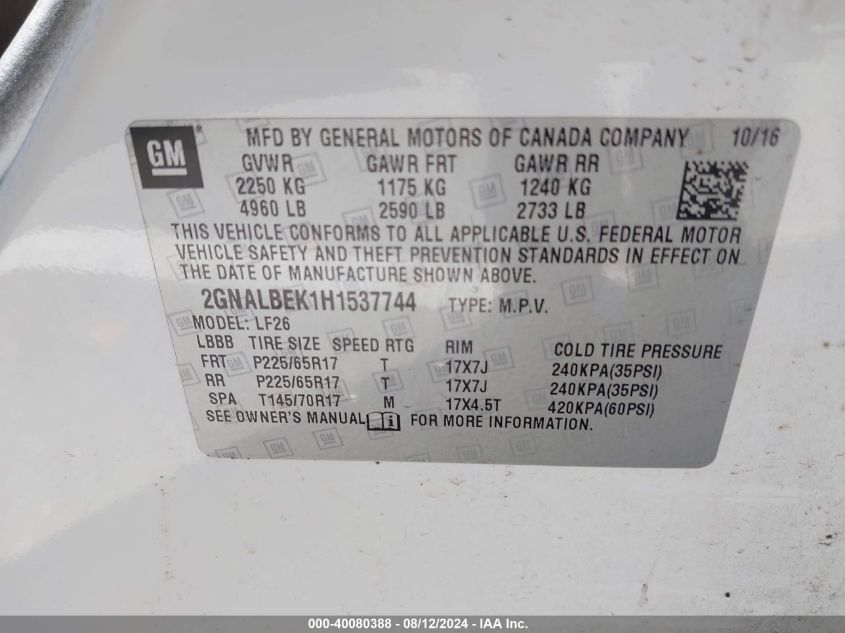 GM ® MFD BY GENERAL MOTORS OF CANADA COMPANY 10/16
GVWR GAWR FRT GAWR RR
2250 KG 1175 KG 1240 KG
4960 LB 2590 LB 2733 LB
THIS VEHICLE CONFORMS TO ALL APPLICABLE U.S. FEDERAL MOTOR
VEHICLE SAFETY AND THEFT PREVENTION STANDARDS IN EFFECT ON
THE DATE OF MANUFACTURE SHOWN ABOVE.
2GNALBEK1H1537744 TYPE: M.P.V.
MODEL: LF26
LBBB TIRE SIZE SPEED RTG RIM COLD TIRE PRESSURE
FRT P225/65R17 T 17X7J 240KPA(35PSI)
RR P225/65R17 T 17X7J 240KPA(35PSI)
SPA T145/70R17 M 17X4.5T 420KPA(60PSI)
SEE OWNER'S MANUAL i FOR MORE INFORMATION.
000-40080388 - 08/12/2024 - IAA Inc.